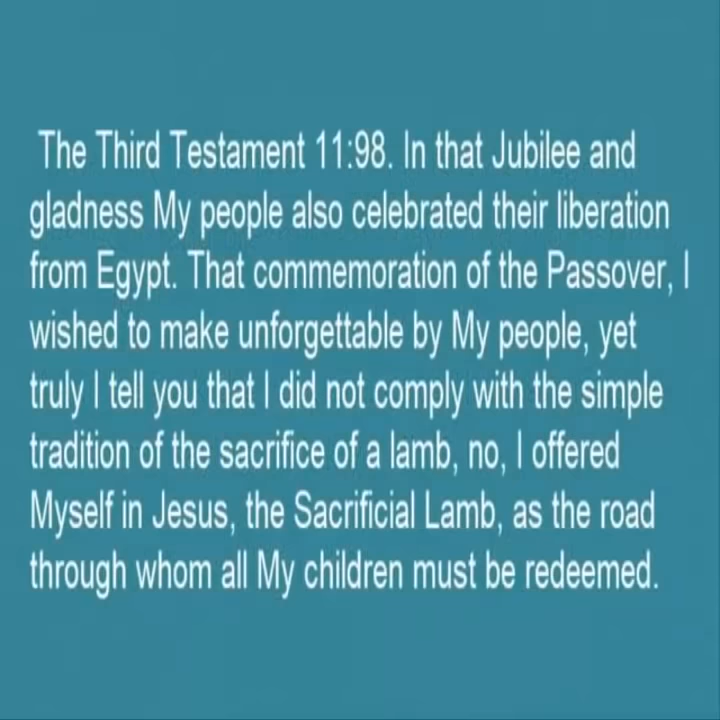 The Third Testament 11:98. In that Jubilee and
gladness My people also celebrated their liberation
from Egypt. That commemoration of the Passover, I
wished to make unforgettable by My people, yet
truly I tell you that I did not comply with the simple
tradition of the sacrifice of a lamb, no, I offered
Myself in Jesus, the Sacrificial Lamb, as the road
through whom all My children must be redeemed.